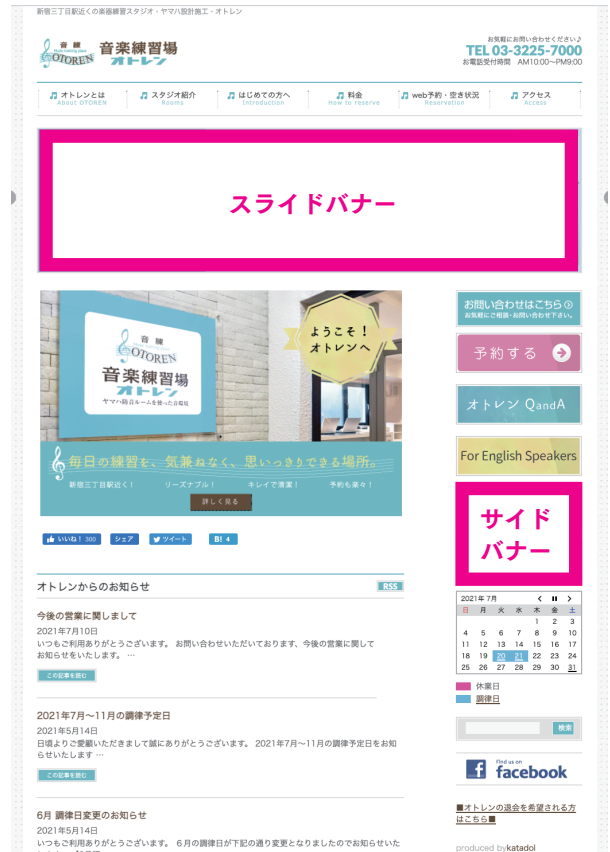 新宿三丁目駅近くの楽器練習スタジオ・ヤマハ設計施工・オトレン
音練
OTOREN
音楽練習場
オトレン
お気軽にお問い合わせください♪
TEL 03-3225-7000
お電話受付時間 AM10:00~PM9:00
オトレンとは
About OTOREN
スタジオ紹介
Rooms
はじめての方へ
Introduction
料金
How to reserve
web予約・空き状況
Reservation
アクセス
Access
スライドバナー
音練
OTOREN
音楽練習場
オトレン
ヤマハ防音ルームを使った音環境
ようこそ!
オトレンへ
毎日の練習を、気兼ねなく、思いっきりできる場所。
新宿三丁目駅近く! リーズナブル! キレイで清潔! 予約も楽々!
詳しく見る
いいね! 300 シェア ツイート B! 4
オトレンからのお知らせ RSS
今後の営業に関しまして
2021年7月10日
いつもご利用ありがとうございます。 お問い合わせいただいております、今後の営業に関して
お知らせをいたします。 …
この記事を読む
2021年7月~11月の調律予定日
2021年5月14日
日頃よりご愛顧いただきまして誠にありがとうございます。 2021年7月~11月の調律予定日をお知
らせいたします …
この記事を読む
6月 調律日変更のお知らせ
2021年5月14日
いつもご利用ありがとうございます。 6月の調律日が下記の通り変更となりましたのでお知らせいた
お問い合わせはこちら
お気軽にご相談・お問い合わせ下さい。
予約する
オトレン QandA
For English Speakers
サイド
バナー
2021年 7月
日 月 火 水 木 金 土
1 2 3
4 5 6 7 8 9 10
11 12 13 14 15 16 17
18 19 20 21 22 23 24
25 26 27 28 29 30 31
休業日
調律日
検索
Find us on
facebook
■オトレンの退会を希望される方
はこちら■
produced bykatadol